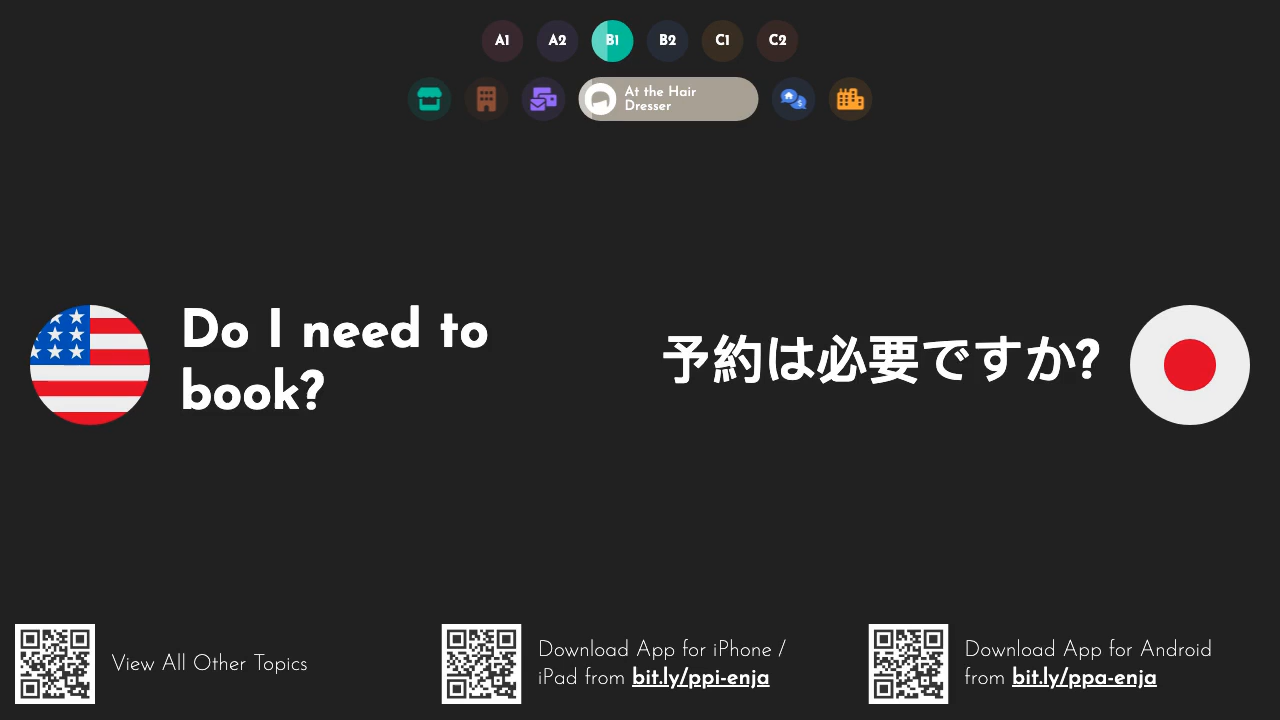 A1 A2 B1 B2 C1 C2
At the Hair
Dresser
Do I need to
book?
予約は必要ですか?
View All Other Topics
Download App for iPhone /
iPad from bit.ly/ppi-enja
Download App for Android
from bit.ly/ppa-enja